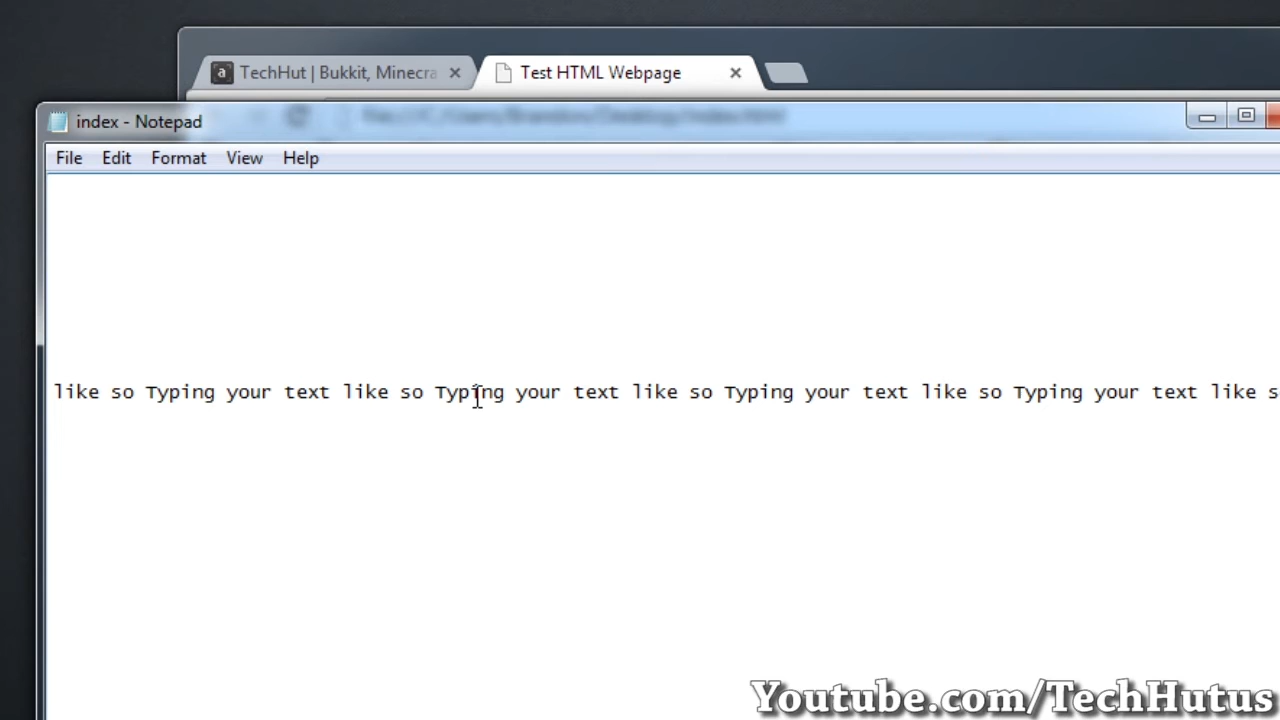 TechHut | Bukkit, Minecra
Test HTML Webpage
index - Notepad
File Edit Format View Help
like so Typing your text like so Typing your text like so Typing your text like so Typing your text like s
Youtube.com/TechHutus